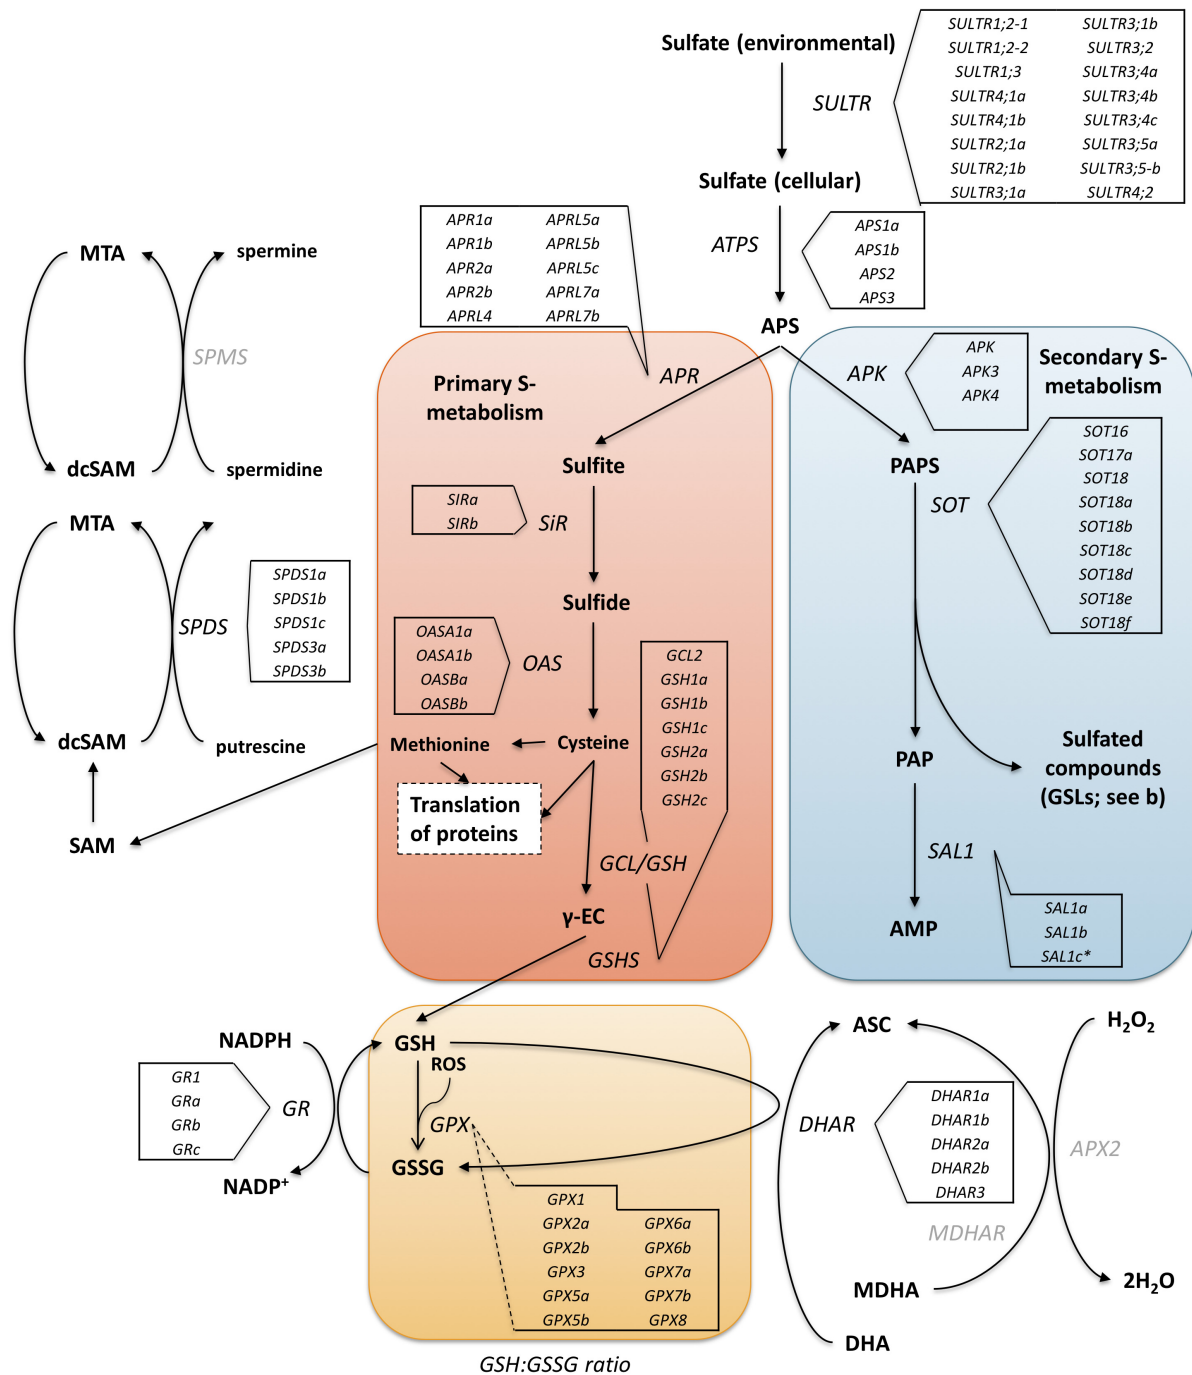 Sulfate (environmental)
SULTR
SULTR1;2-1 SULTR3;1b
SULTR1;2-2 SULTR3;2
SULTR1;3 SULTR3;4a
SULTR4;1a SULTR3;4b
SULTR4;1b SULTR3;4c
SULTR2;1a SULTR3;5a
SULTR2;1b SULTR3;5-b
SULTR3;1a SULTR4;2
Sulfate (cellular)
ATPS
APS1a
APS1b
APS2
APS3
APS
APR1a APRL5a
APR1b APRL5b
APR2a APRL5c
APR2b APRL7a
APRL4 APRL7b
MTA
spermine
SPMS
dcSAM
spermidine
MTA
SPDS
SPDS1a
SPDS1b
SPDS1c
SPDS3a
SPDS3b
dcSAM
putrescine
SAM
Primary S-
metabolism
APR
Sulfite
SIRa
SIRb
SiR
Sulfide
OASA1a
OASA1b
OASBa
OASBb
OAS
GCL2
GSH1a
GSH1b
GSH1c
GSH2a
GSH2b
GSH2c
Methionine
Cysteine
Translation
of proteins
GCL/GSH
γ-EC
GSHS
APK
APK
APK3
APK4
Secondary S-
metabolism
PAPS
SOT
SOT16
SOT17a
SOT18
SOT18a
SOT18b
SOT18c
SOT18d
SOT18e
SOT18f
PAP
Sulfated
compounds
(GSLs; see b)
SAL1
AMP
SAL1a
SAL1b
SAL1c*
NADPH
GR1
GRa
GRb
GRc
GR
NADP+
GSH
ROS
GPX
GSSG
GPX1
GPX2a GPX6a
GPX2b GPX6b
GPX3 GPX7a
GPX5a GPX7b
GPX5b GPX8
GSH:GSSG ratio
ASC
H2O2
DHAR
DHAR1a
DHAR1b
DHAR2a
DHAR2b
DHAR3
APX2
MDHAR
MDHA
2H2O
DHA